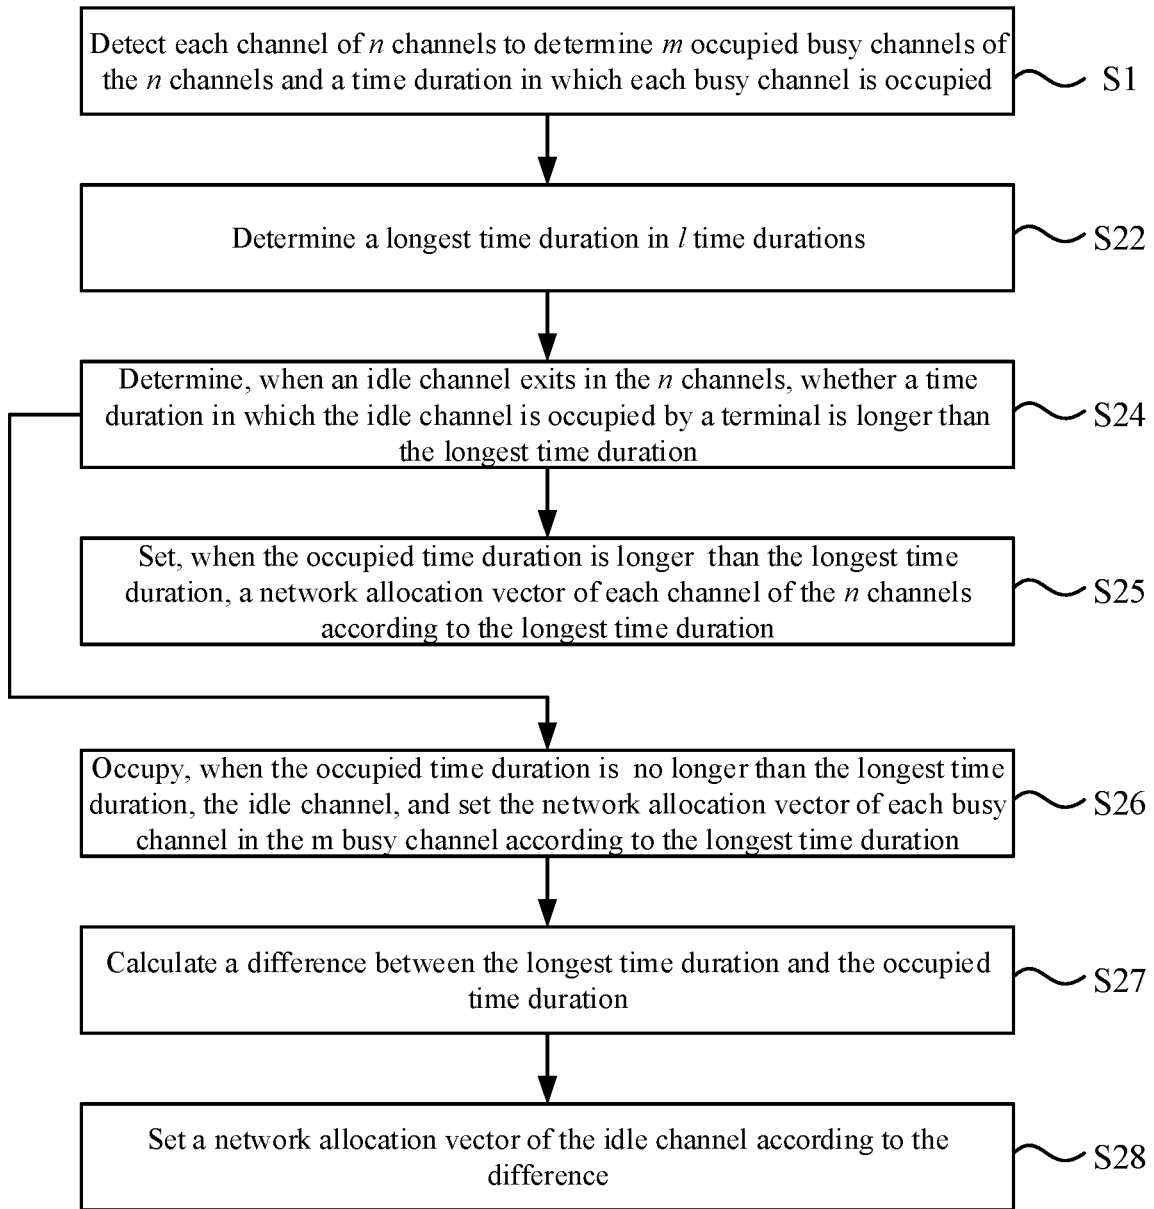 Detect each channel of n channels to determine m occupied busy channels of
the n channels and a time duration in which each busy channel is occupied
S1
Determine a longest time duration in l time durations
S22
Determine, when an idle channel exits in the n channels, whether a time
duration in which the idle channel is occupied by a terminal is longer than
the longest time duration
S24
Set, when the occupied time duration is longer than the longest time
duration, a network allocation vector of each channel of the n channels
according to the longest time duration
S25
Occupy, when the occupied time duration is no longer than the longest time
duration, the idle channel, and set the network allocation vector of each busy
channel in the m busy channel according to the longest time duration
S26
Calculate a difference between the longest time duration and the occupied
time duration
S27
Set a network allocation vector of the idle channel according to the
difference
S28